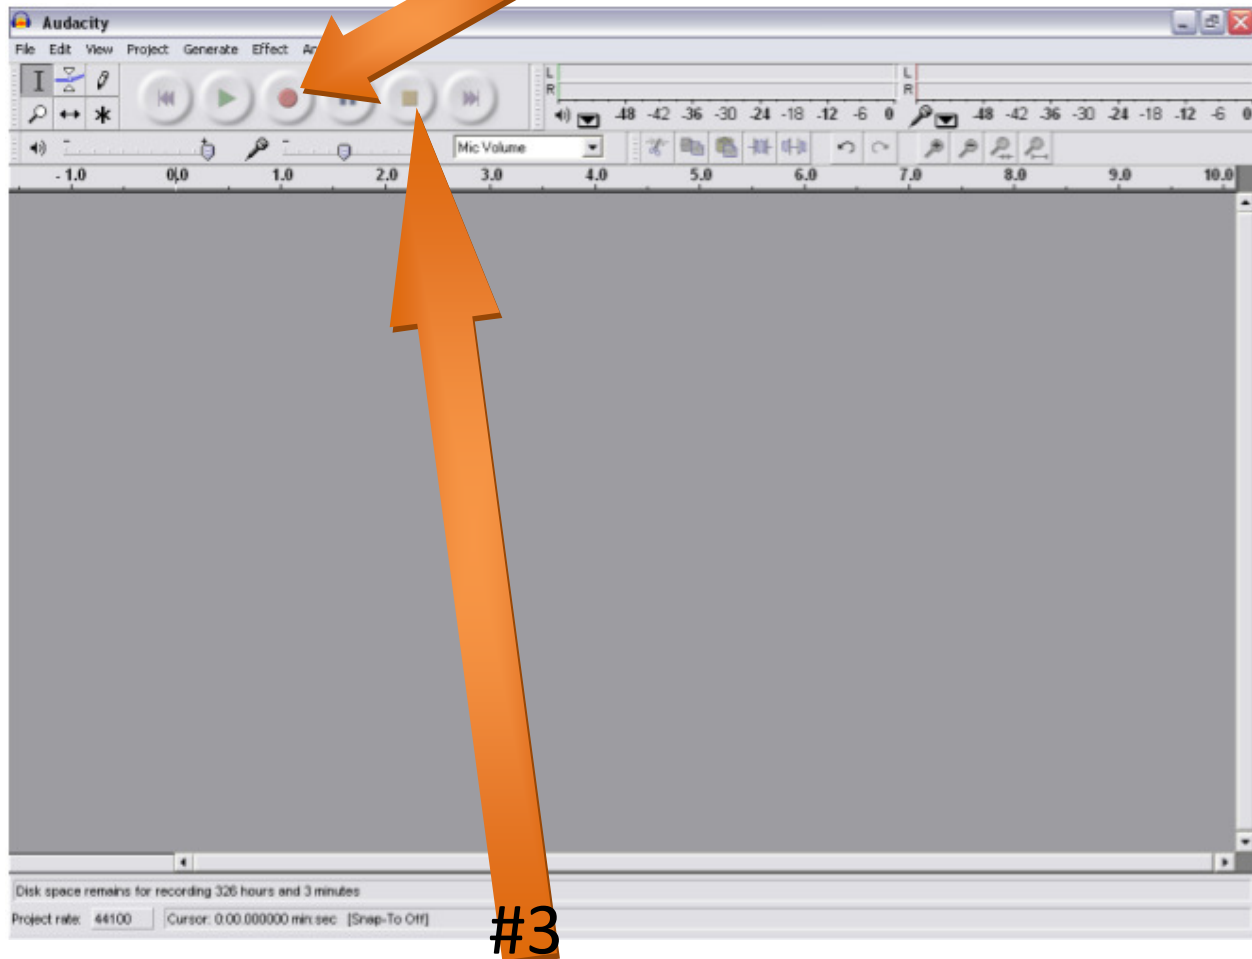 Audacity
File Edit View Project Generate Effect
L
R
-48 -42 -36 -30 -24 -18 -12 -6 0
L
R
-48 -42 -36 -30 -24 -18 -12 -6 0
Mic Volume
- 1.0 0,0 1.0 2.0 3.0 4.0 5.0 6.0 7.0 8.0 9.0 10.0
Disk space remains for recording 326 hours and 3 minutes
Project rate: 44100 Cursor: 0:00.000000 min:sec [Snap-To Off]
#3